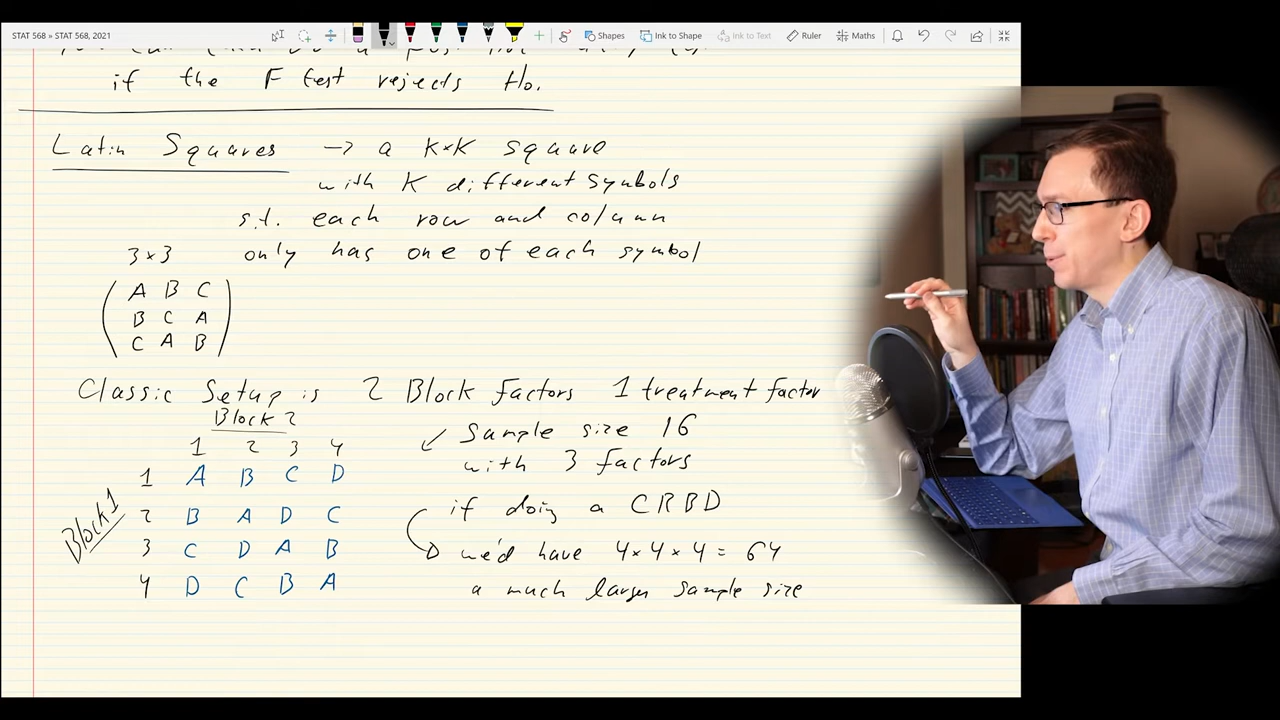 STAT 568 » STAT 568, 2021
Shapes
Ink to Shape
Ink to Text
Ruler
Maths
if the F test rejects Ho.
Latin Squares → a K×K square
with K different symbols
s.t. each row and column
only has one of each symbol
3×3
A B C
B C A
C A B
Classic Setup is 2 Block Factors 1 treatment factor
Block 2
1 2 3 4
Block 1
1 A B C D
2 B A D C
3 C D A B
4 D C B A
sample size 16
with 3 factors
if doing a CRBD
we'd have 4×4×4 = 64
a much larger sample size